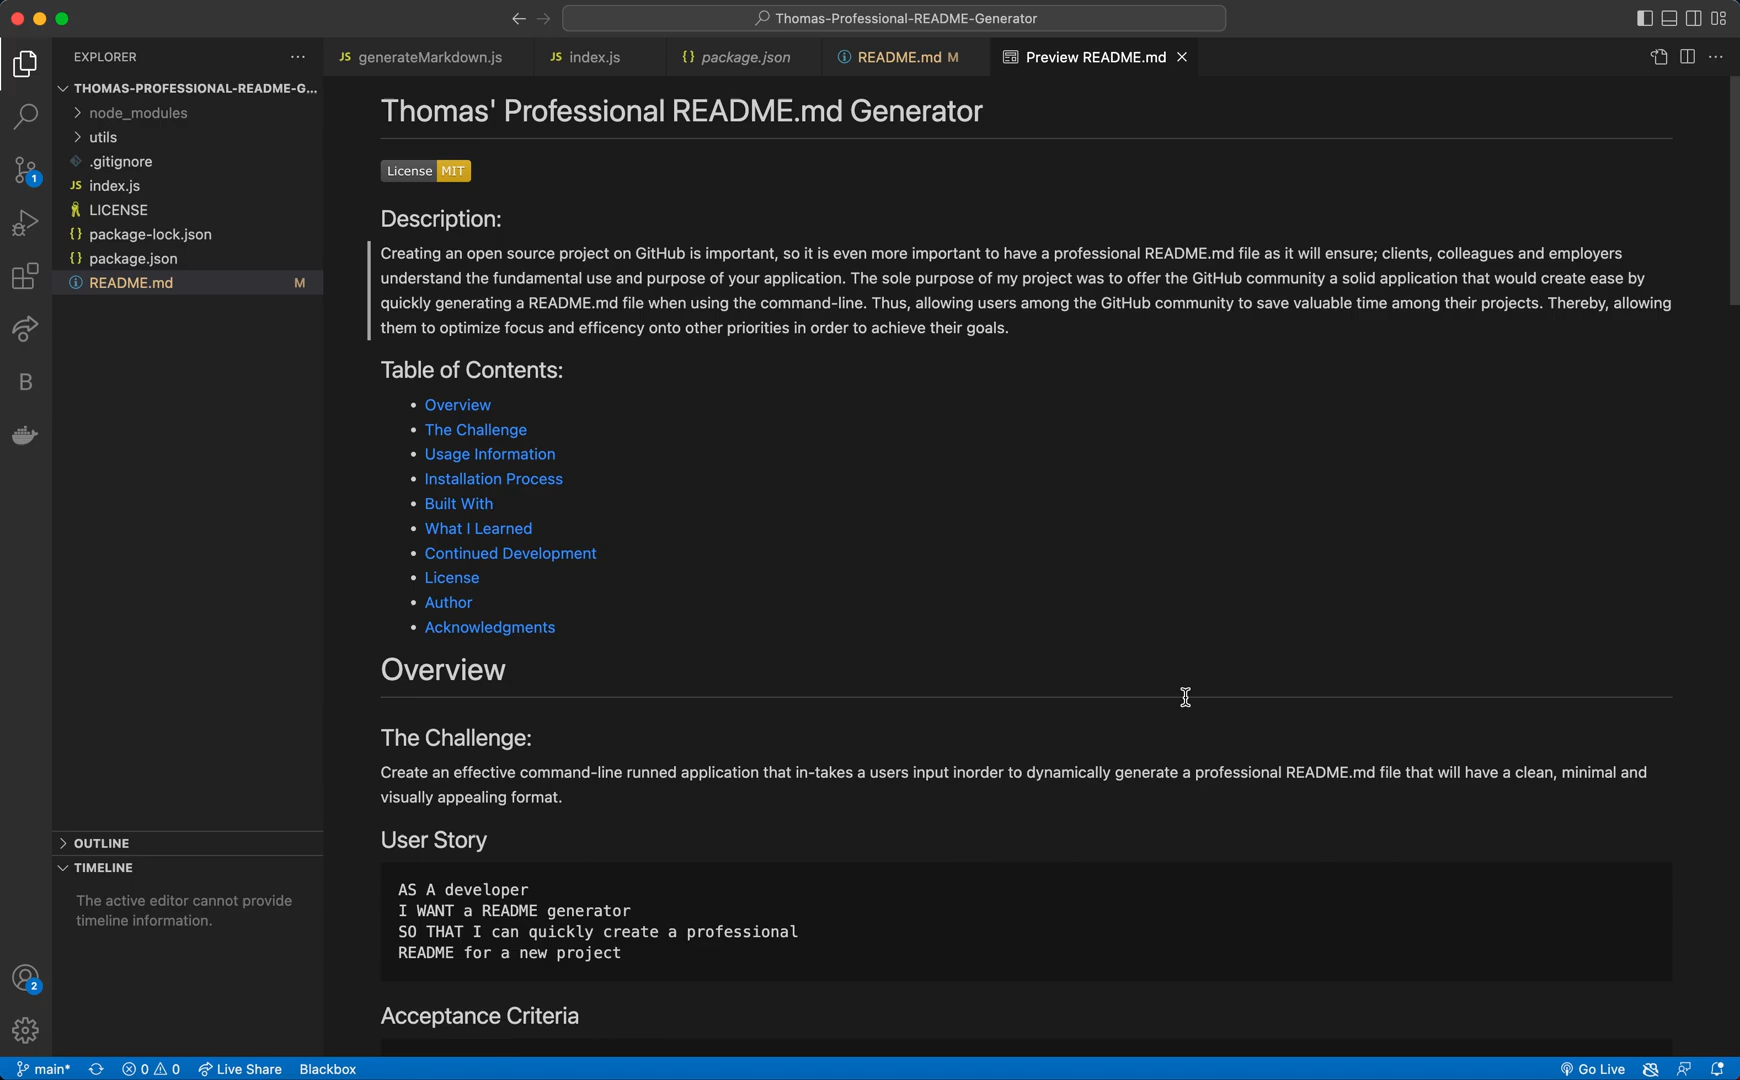 Thomas-Professional-README-Generator
EXPLORER
THOMAS-PROFESSIONAL-README-G...
node_modules
utils
.gitignore
JS index.js
LICENSE
{} package-lock.json
{} package.json
README.md M
OUTLINE
TIMELINE
The active editor cannot provide
timeline information.
JS generateMarkdown.js
JS index.js
{} package.json
README.md M
Preview README.md
Thomas' Professional README.md Generator
License MIT
Description:
Creating an open source project on GitHub is important, so it is even more important to have a professional README.md file as it will ensure; clients, colleagues and employers
understand the fundamental use and purpose of your application. The sole purpose of my project was to offer the GitHub community a solid application that would create ease by
quickly generating a README.md file when using the command-line. Thus, allowing users among the GitHub community to save valuable time among their projects. Thereby, allowing
them to optimize focus and efficency onto other priorities in order to achieve their goals.
Table of Contents:
• Overview
• The Challenge
• Usage Information
• Installation Process
• Built With
• What I Learned
• Continued Development
• License
• Author
• Acknowledgments
Overview
The Challenge:
Create an effective command-line runned application that in-takes a users input inorder to dynamically generate a professional README.md file that will have a clean, minimal and
visually appealing format.
User Story
AS A developer
I WANT a README generator
SO THAT I can quickly create a professional
README for a new project
Acceptance Criteria
1
B
2
main* 0 0 Live Share Blackbox
Go Live